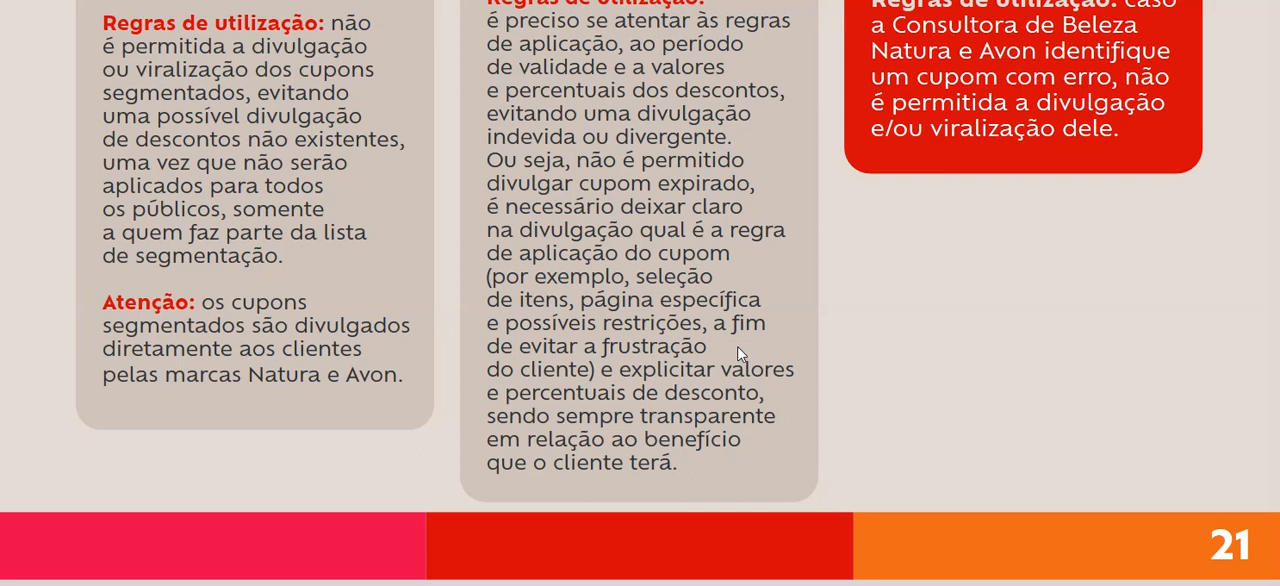 Regras de utilização: não
é permitida a divulgação
ou viralização dos cupons
segmentados, evitando
uma possível divulgação
de descontos não existentes,
uma vez que não serão
aplicados para todos
os públicos, somente
a quem faz parte da lista
de segmentação.
Atenção: os cupons
segmentados são divulgados
diretamente aos clientes
pelas marcas Natura e Avon.
Regras de utilização:
é preciso se atentar às regras
de aplicação, ao período
de validade e a valores
e percentuais dos descontos,
evitando uma divulgação
indevida ou divergente.
Ou seja, não é permitido
divulgar cupom expirado,
é necessário deixar claro
na divulgação qual é a regra
de aplicação do cupom
(por exemplo, seleção
de itens, página específica
e possíveis restrições, a fim
de evitar a frustração
do cliente) e explicitar valores
e percentuais de desconto,
sendo sempre transparente
em relação ao benefício
que o cliente terá.
Regras de utilização: caso
a Consultora de Beleza
Natura e Avon identifique
um cupom com erro, não
é permitida a divulgação
e/ou viralização dele.
21